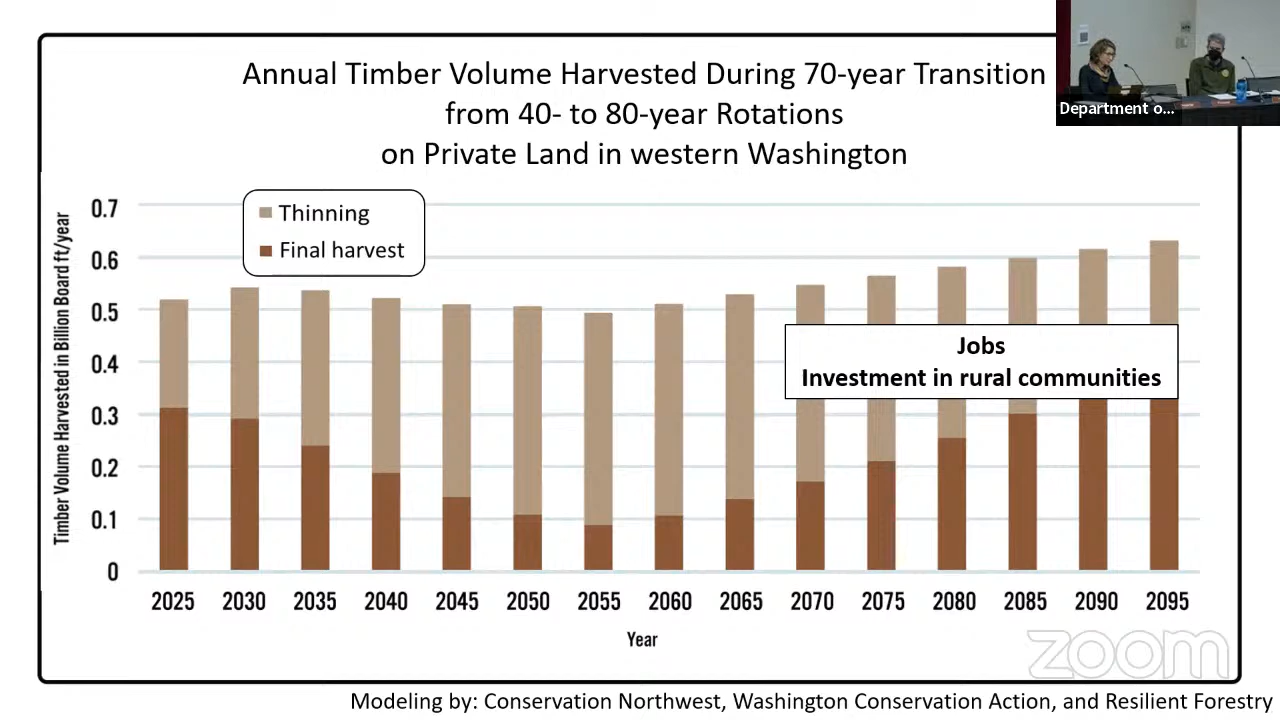 Annual Timber Volume Harvested During 70-year Transition
from 40- to 80-year Rotations
on Private Land in western Washington
Department o...
Thinning
Final harvest
Timber Volume Harvested in Billion Board ft/year
0.7
0.6
0.5
0.4
0.3
0.2
0.1
0
Jobs
Investment in rural communities
2025 2030 2035 2040 2045 2050 2055 2060 2065 2070 2075 2080 2085 2090 2095
Year
zoom
Modeling by: Conservation Northwest, Washington Conservation Action, and Resilient Forestry